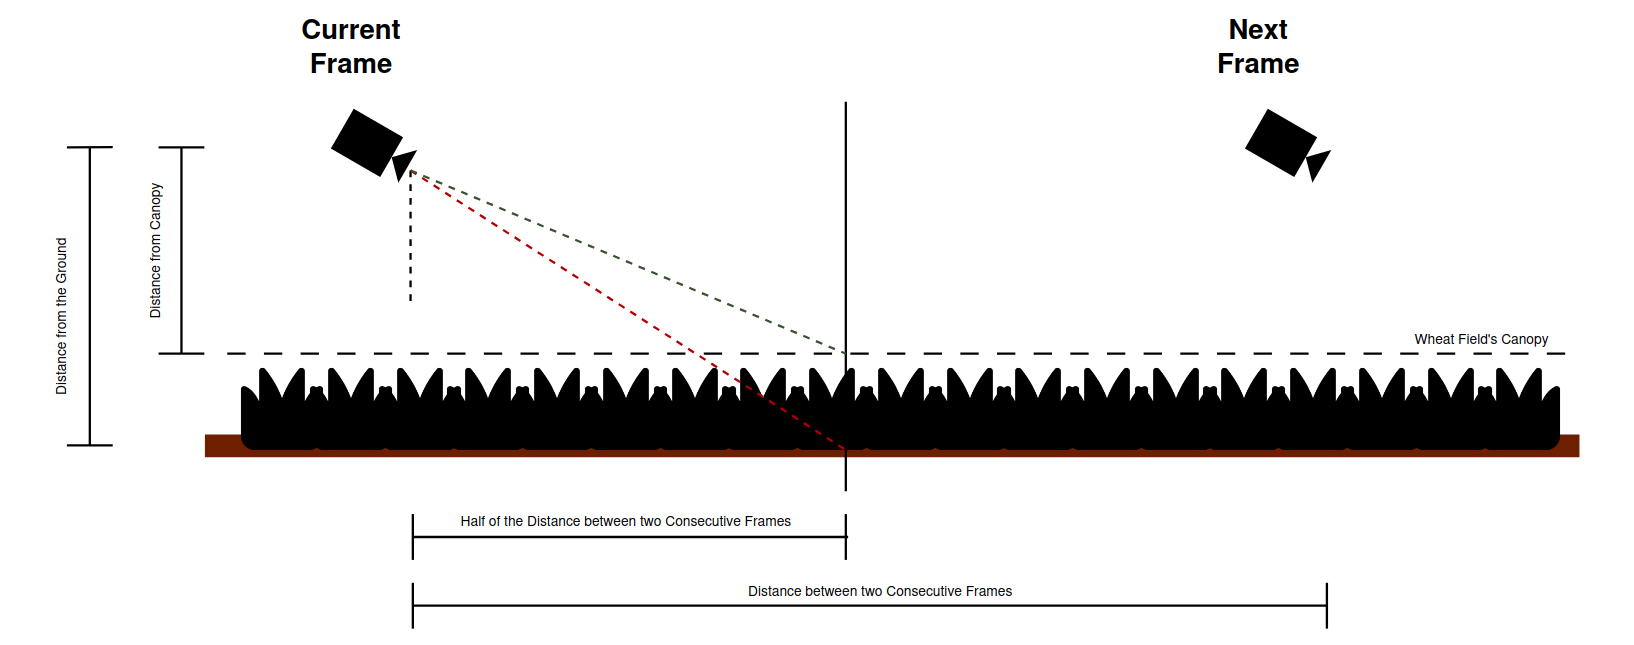 Current
Frame
Next
Frame
Distance from the Ground
Distance from Canopy
Wheat Field's Canopy
Half of the Distance between two Consecutive Frames
Distance between two Consecutive Frames